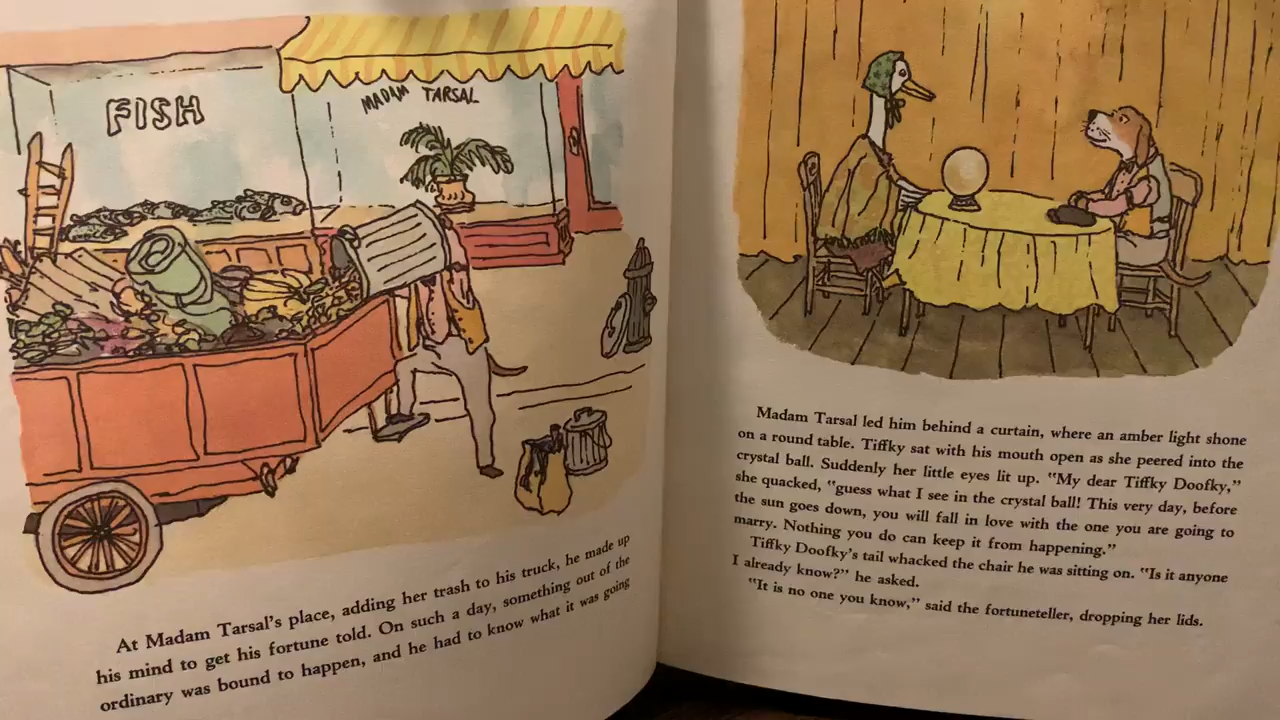 FISH
MADAM TARSAL
At Madam Tarsal's place, adding her trash to his truck, he made up
his mind to get his fortune told. On such a day, something out of the
ordinary was bound to happen, and he had to know what it was going
Madam Tarsal led him behind a curtain, where an amber light shone
on a round table. Tiffky sat with his mouth open as she peered into the
crystal ball. Suddenly her little eyes lit up. "My dear Tiffky Doofky,"
she quacked, "guess what I see in the crystal ball! This very day, before
the sun goes down, you will fall in love with the one you are going to
marry. Nothing you do can keep it from happening."
Tiffky Doofky's tail whacked the chair he was sitting on. "Is it anyone
I already know?" he asked.
"It is no one you know," said the fortuneteller, dropping her lids.